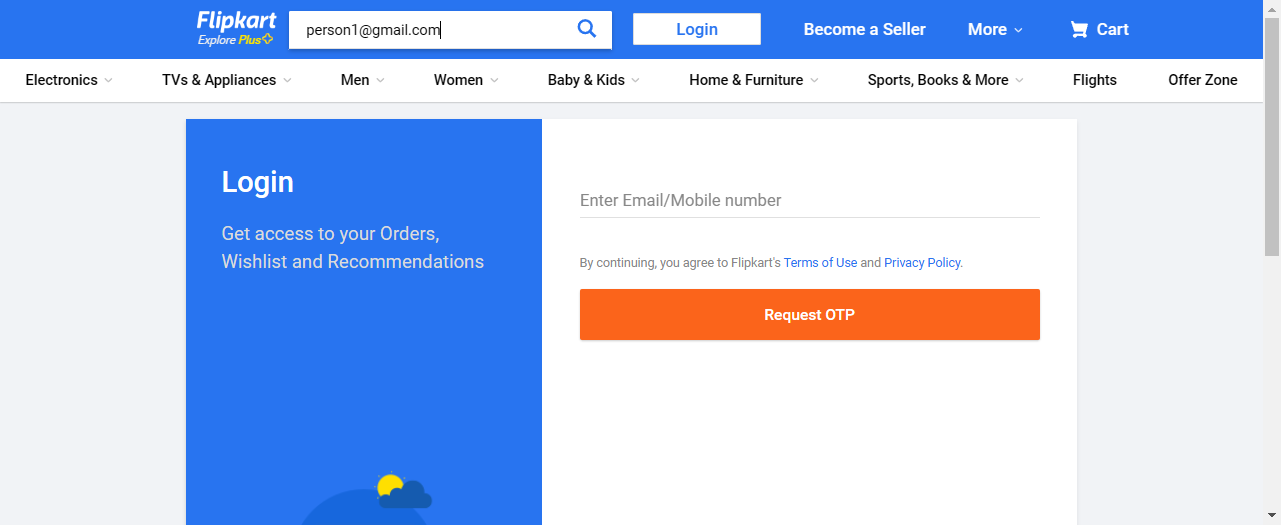 Flipkart
Explore Plus
person1@gmail.com
Login
Become a Seller
More
Cart
Electronics
TVs & Appliances
Men
Women
Baby & Kids
Home & Furniture
Sports, Books & More
Flights
Offer Zone
Login
Get access to your Orders,
Wishlist and Recommendations
Enter Email/Mobile number
By continuing, you agree to Flipkart's Terms of Use and Privacy Policy.
Request OTP